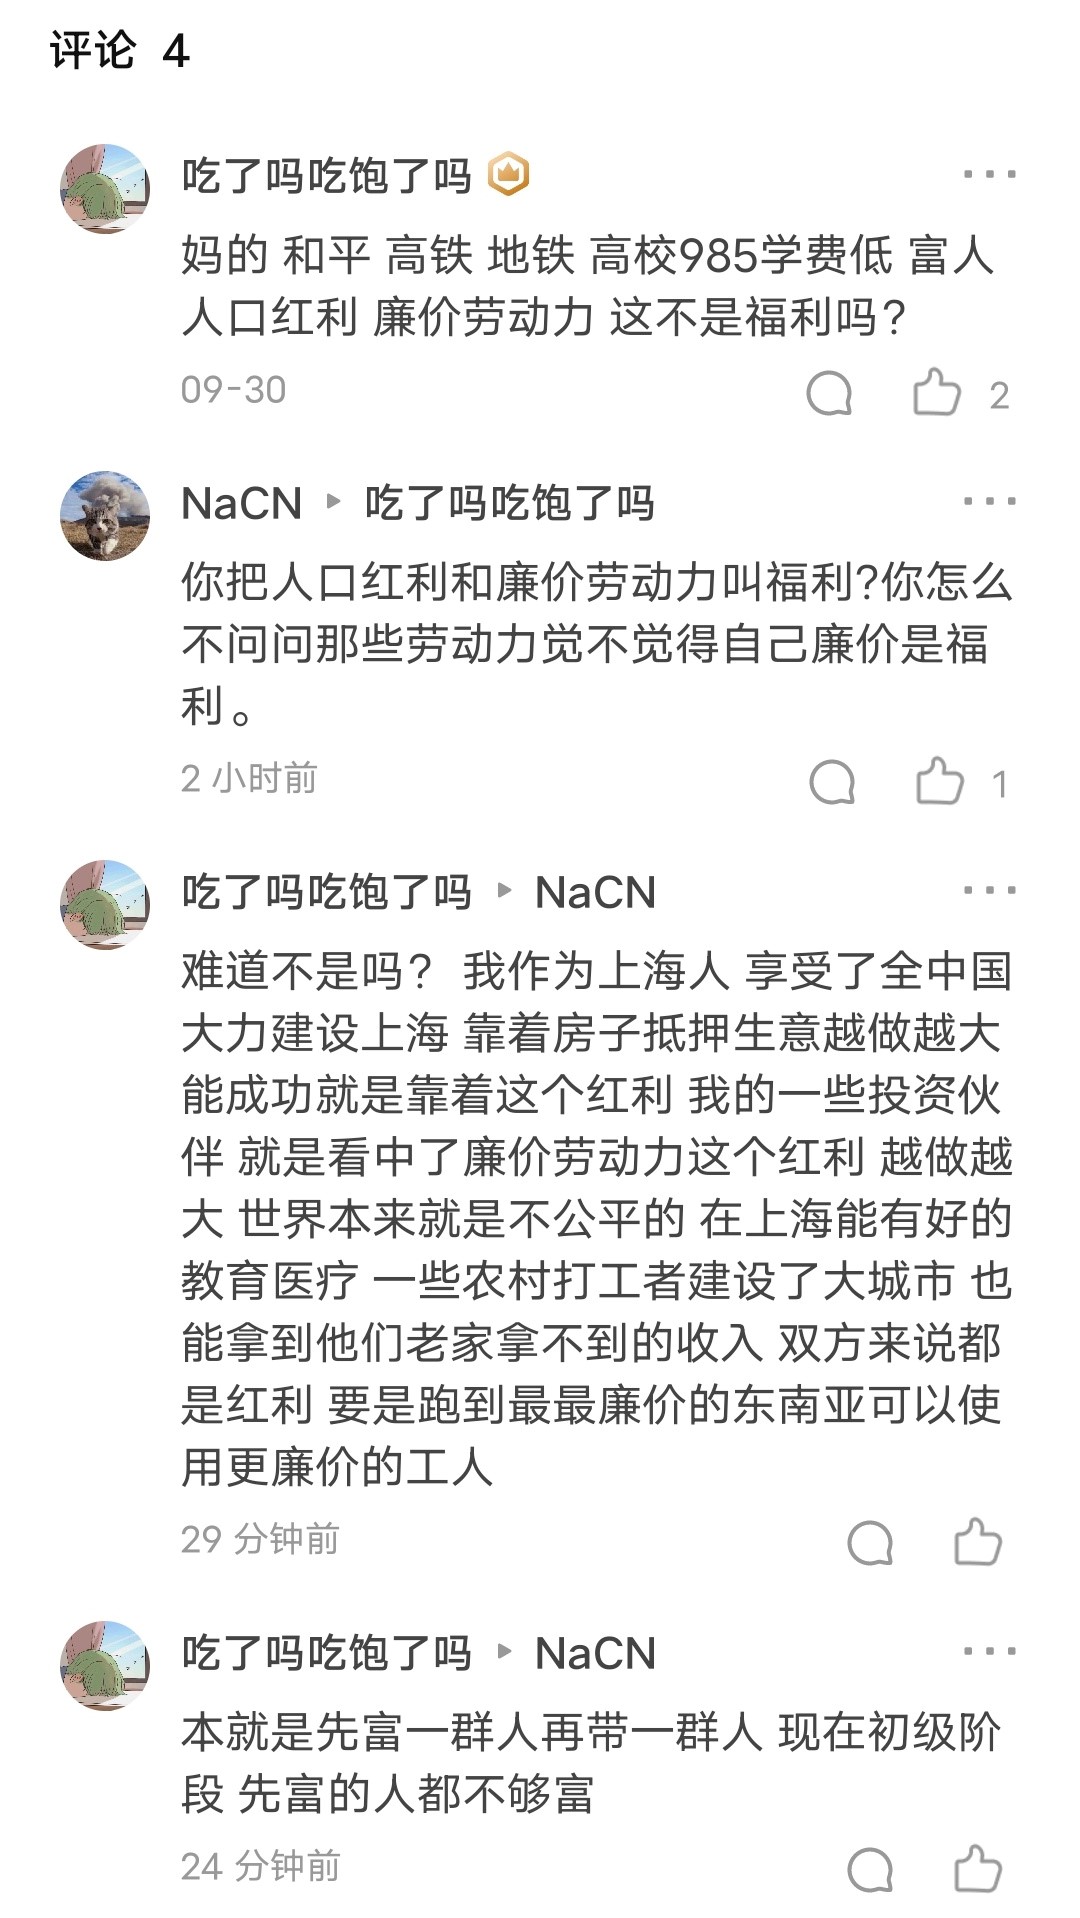 评论 4
吃了吗吃饱了吗
妈的 和平 高铁 地铁 高校985学费低 富人
人口红利 廉价劳动力 这不是福利吗？
09-30
2
NaCN ▸ 吃了吗吃饱了吗
你把人口红利和廉价劳动力叫福利?你怎么
不问问那些劳动力觉不觉得自己廉价是福
利。
2 小时前
1
吃了吗吃饱了吗 ▸ NaCN
难道不是吗？ 我作为上海人 享受了全中国
大力建设上海 靠着房子抵押生意越做越大
能成功就是靠着这个红利 我的一些投资伙
伴 就是看中了廉价劳动力这个红利 越做越
大 世界本来就是不公平的 在上海能有好的
教育医疗 一些农村打工者建设了大城市 也
能拿到他们老家拿不到的收入 双方来说都
是红利 要是跑到最最廉价的东南亚可以使
用更廉价的工人
29 分钟前
吃了吗吃饱了吗 ▸ NaCN
本就是先富一群人再带一群人 现在初级阶
段 先富的人都不够富
24 分钟前